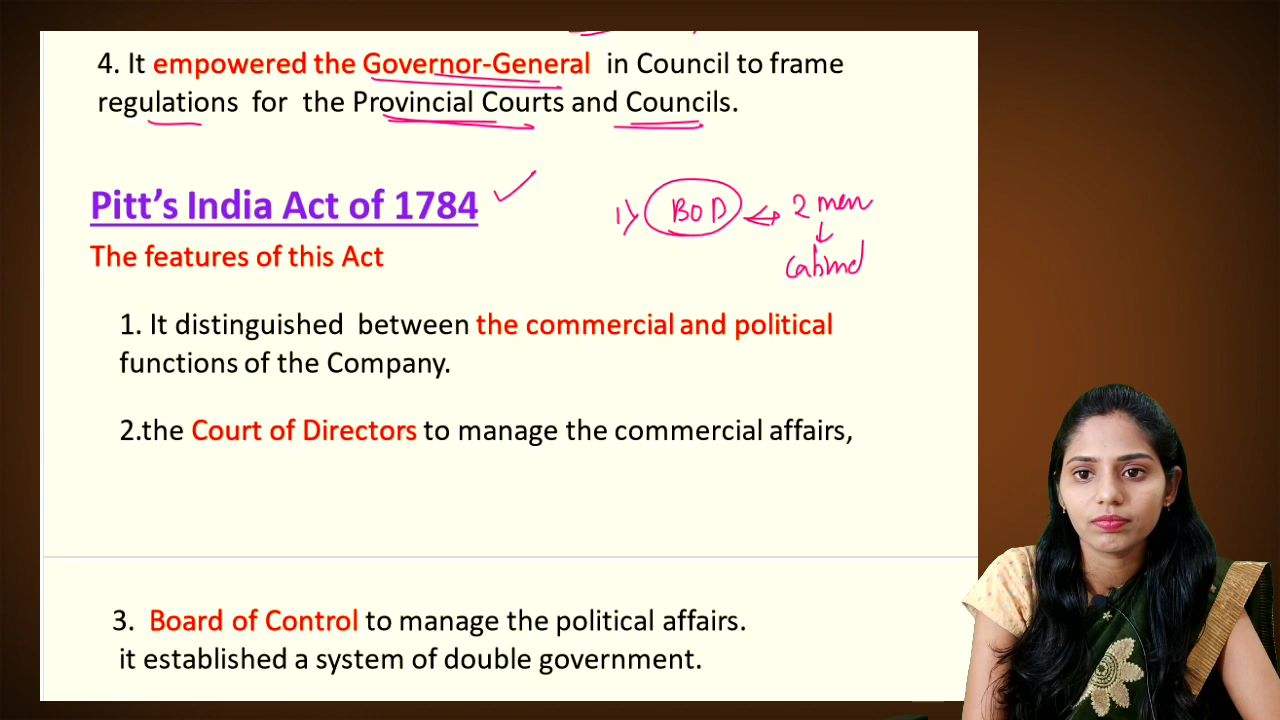 4. It empowered the Governor-General in Council to frame
regulations for the Provincial Courts and Councils.
Pitt's India Act of 1784
1) BOD 2 men
The features of this Act
1. It distinguished between the commercial and political
functions of the Company.
2.the Court of Directors to manage the commercial affairs,
3. Board of Control to manage the political affairs.
it established a system of double government.